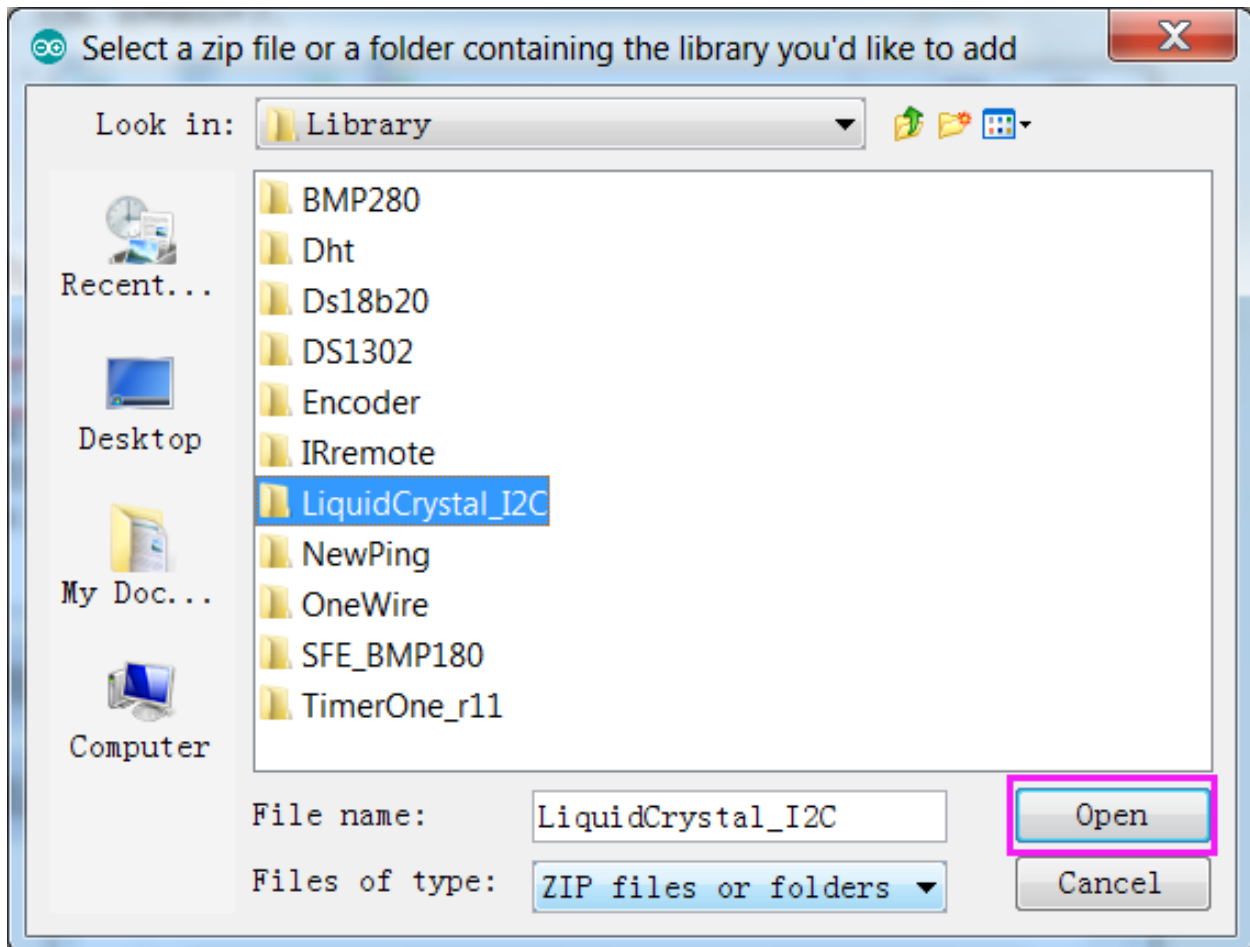 Select a zip file or a folder containing the library you'd like to add
X
Look in: Library
BMP280
Dht
Ds18b20
DS1302
Encoder
IRremote
LiquidCrystal_I2C
NewPing
OneWire
SFE_BMP180
TimerOne_r11
Recent...
Desktop
My Doc...
Computer
File name: LiquidCrystal_I2C
Open
Files of type: ZIP files or folders
Cancel